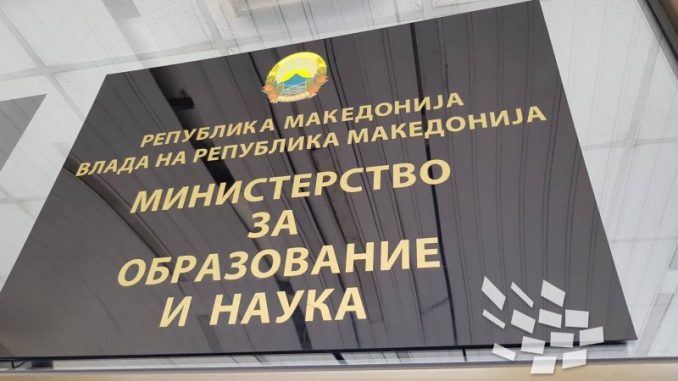 РЕПУБЛИКА МАКЕДОНИЈА
ВЛАДА НА РЕПУБЛИКА МАКЕДОНИЈА
МИНИСТЕРСТВО
ЗА
ОБРАЗОВАНИЕ
И НАУКА